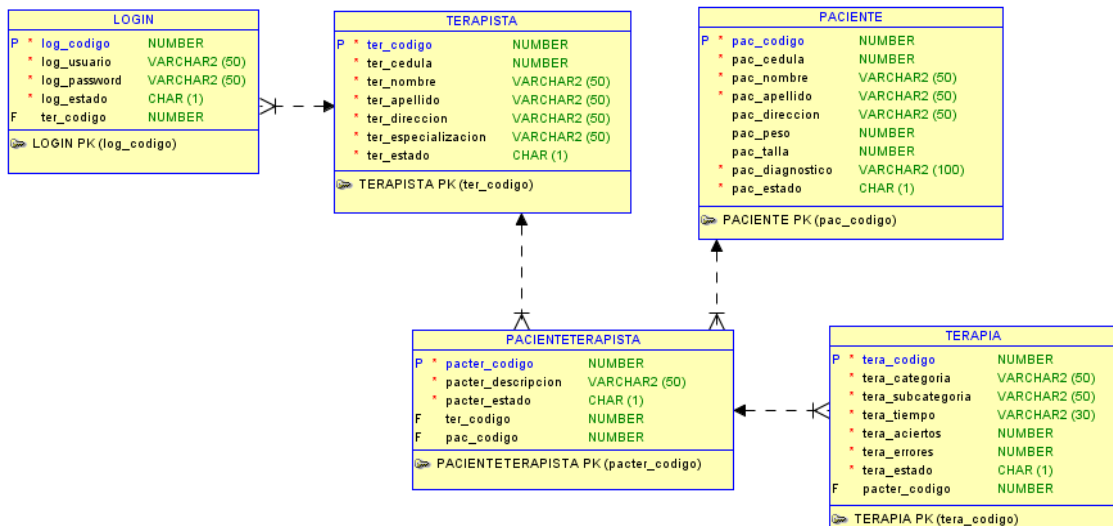 LOGIN
P * log_codigo NUMBER
* log_usuario VARCHAR2 (50)
* log_password VARCHAR2 (50)
* log_estado CHAR (1)
F ter_codigo NUMBER
LOGIN PK (log_codigo)
TERAPISTA
P * ter_codigo NUMBER
* ter_cedula NUMBER
* ter_nombre VARCHAR2 (50)
* ter_apellido VARCHAR2 (50)
* ter_direccion VARCHAR2 (50)
* ter_especializacion VARCHAR2 (50)
* ter_estado CHAR (1)
TERAPISTA PK (ter_codigo)
PACIENTE
P * pac_codigo NUMBER
* pac_cedula NUMBER
* pac_nombre VARCHAR2 (50)
* pac_apellido VARCHAR2 (50)
pac_direccion VARCHAR2 (50)
pac_peso NUMBER
pac_talla NUMBER
* pac_diagnostico VARCHAR2 (100)
* pac_estado CHAR (1)
PACIENTE PK (pac_codigo)
PACIENTETERAPISTA
P * pacter_codigo NUMBER
* pacter_descripcion VARCHAR2 (50)
* pacter_estado CHAR (1)
F ter_codigo NUMBER
F pac_codigo NUMBER
PACIENTETERAPISTA PK (pacter_codigo)
TERAPIA
P * tera_codigo NUMBER
* tera_categoria VARCHAR2 (50)
* tera_subcategoria VARCHAR2 (50)
* tera_tiempo VARCHAR2 (30)
* tera_aciertos NUMBER
* tera_errores NUMBER
* tera_estado CHAR (1)
F pacter_codigo NUMBER
TERAPIA PK (tera_codigo)